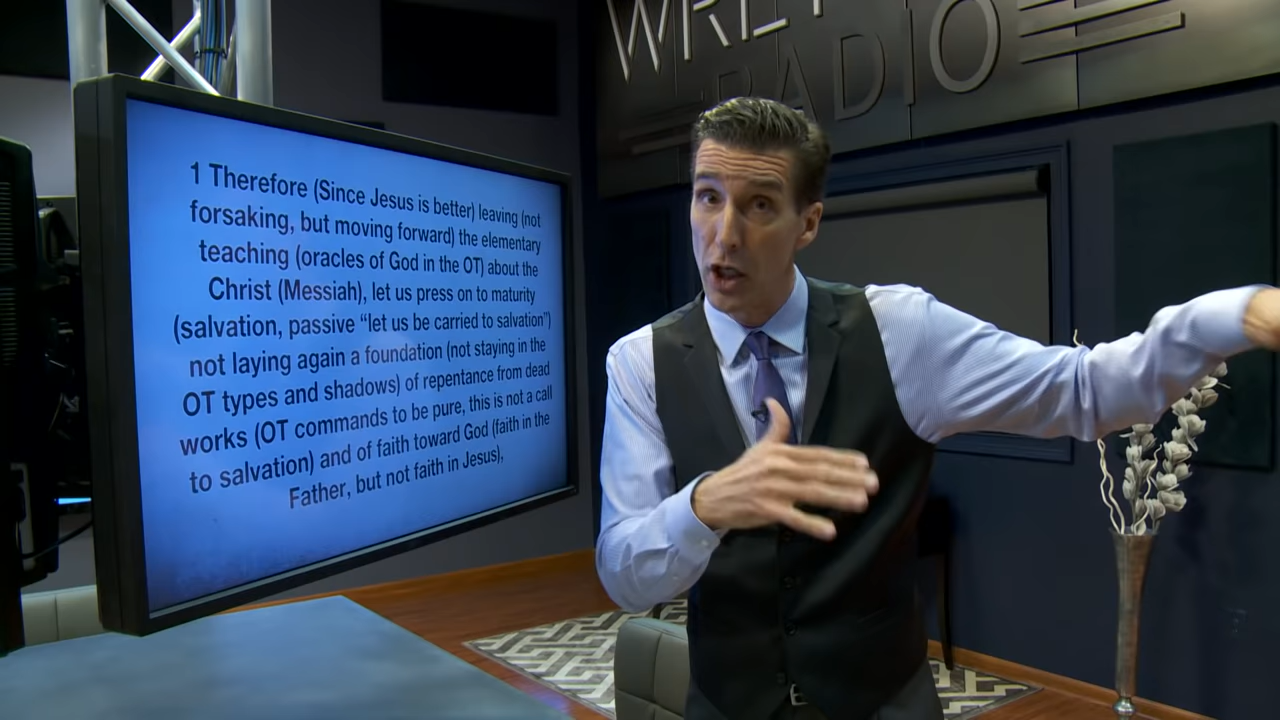 RADIO
1 Therefore (Since Jesus is better) leaving (not
forsaking, but moving forward) the elementary
teaching (oracles of God in the OT) about the
Christ (Messiah), let us press on to maturity
(salvation, passive “let us be carried to salvation”)
not laying again a foundation (not staying in the
OT types and shadows) of repentance from dead
works (OT commands to be pure, this is not a call
to salvation) and of faith toward God (faith in the
Father, but not faith in Jesus),